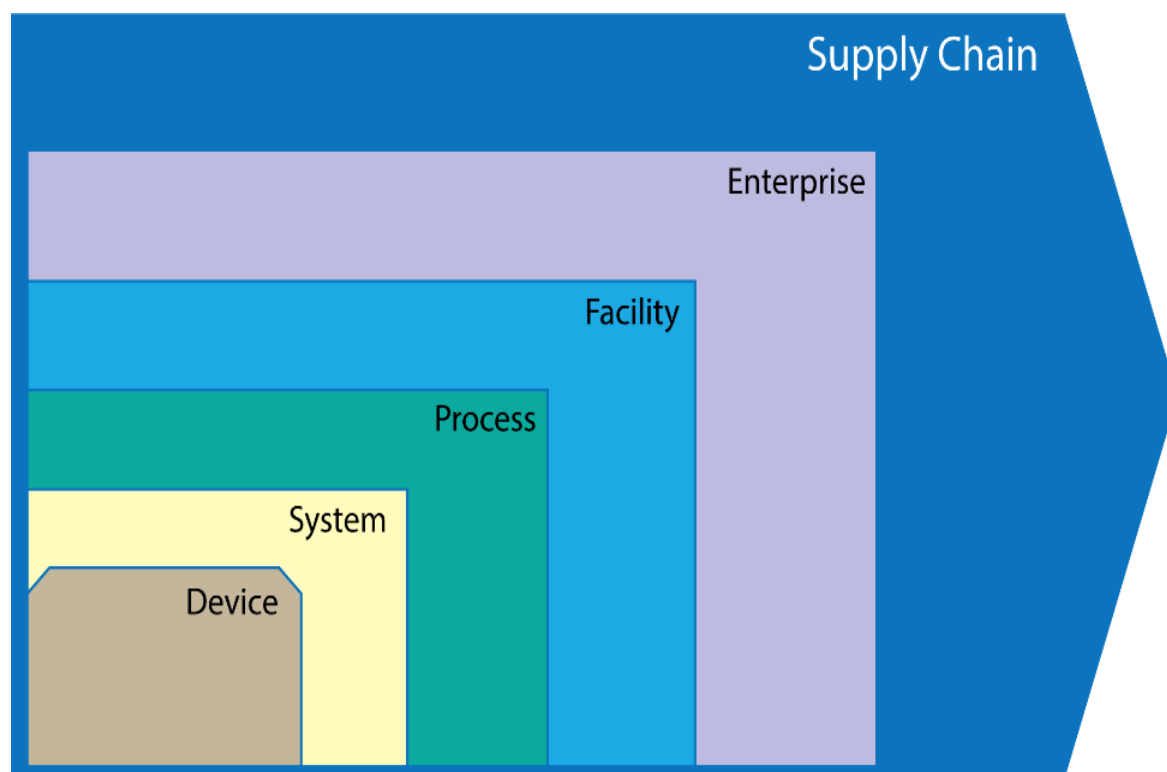 Supply Chain
Enterprise
Facility
Process
System
Device